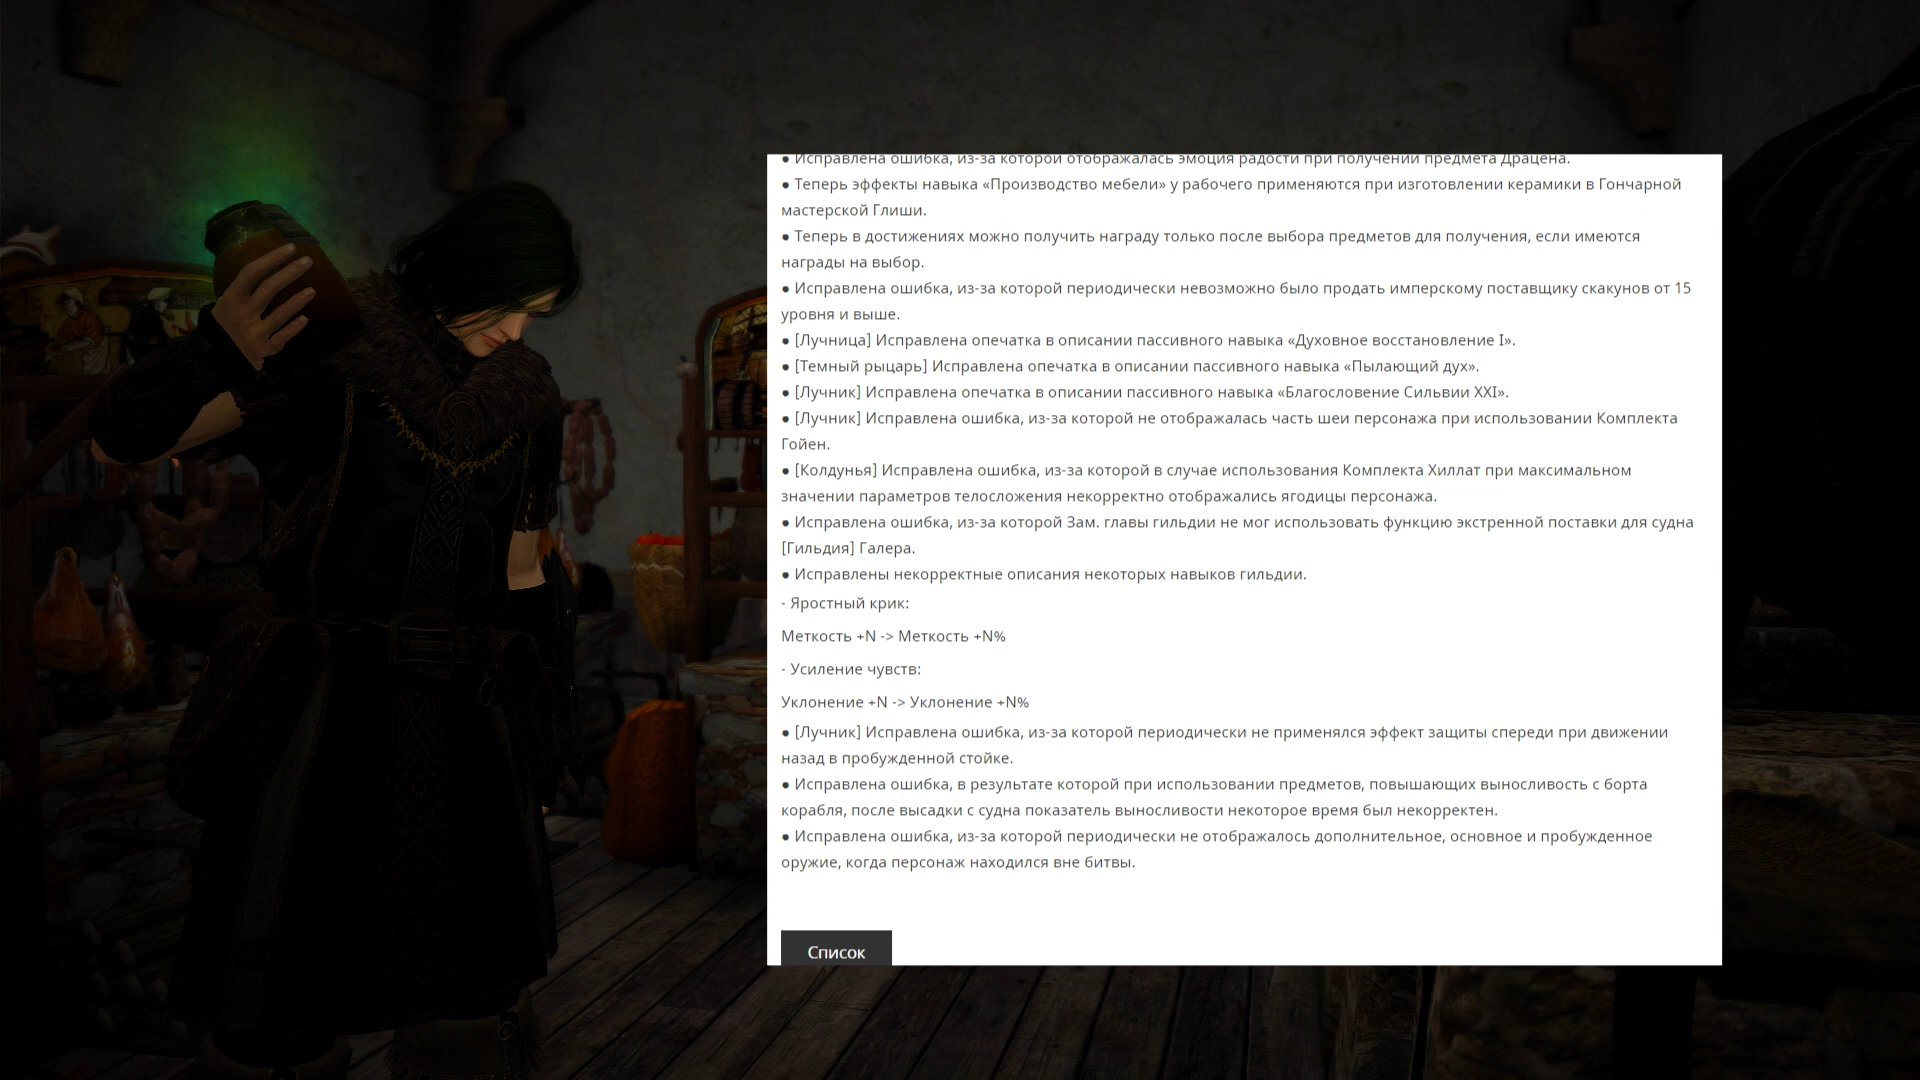 ● Исправлена ошибка, из-за которой отображалась эмоция радости при получении предмета Драцена.
● Теперь эффекты навыка «Производство мебели» у рабочего применяются при изготовлении керамики в Гончарной
мастерской Глиши.
● Теперь в достижениях можно получить награду только после выбора предметов для получения, если имеются
награды на выбор.
● Исправлена ошибка, из-за которой периодически невозможно было продать имперскому поставщику скакунов от 15
уровня и выше.
● [Лучница] Исправлена опечатка в описании пассивного навыка «Духовное восстановление I».
● [Темный рыцарь] Исправлена опечатка в описании пассивного навыка «Пылающий дух».
● [Лучник] Исправлена опечатка в описании пассивного навыка «Благословение Сильвии XXI».
● [Лучник] Исправлена ошибка, из-за которой не отображалась часть шеи персонажа при использовании Комплекта
Гойен.
● [Колдунья] Исправлена ошибка, из-за которой в случае использования Комплекта Хиллат при максимальном
значении параметров телосложения некорректно отображались ягодицы персонажа.
● Исправлена ошибка, из-за которой Зам. главы гильдии не мог использовать функцию экстренной поставки для судна
[Гильдия] Галера.
● Исправлены некорректные описания некоторых навыков гильдии.
- Яростный крик:
Меткость +N -> Меткость +N%
- Усиление чувств:
Уклонение +N -> Уклонение +N%
● [Лучник] Исправлена ошибка, из-за которой периодически не применялся эффект защиты спереди при движении
назад в пробужденной стойке.
● Исправлена ошибка, в результате которой при использовании предметов, повышающих выносливость с борта
корабля, после высадки с судна показатель выносливости некоторое время был некорректен.
● Исправлена ошибка, из-за которой периодически не отображалось дополнительное, основное и пробужденное
оружие, когда персонаж находился вне битвы.
Список